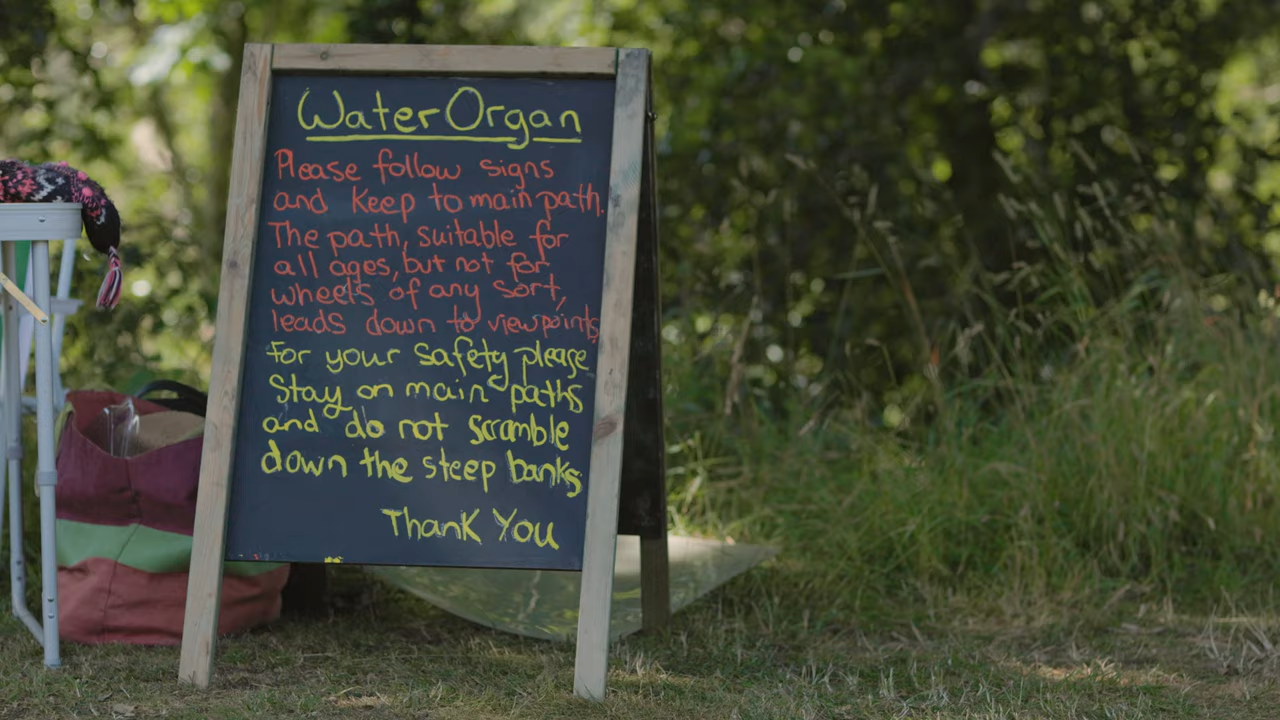 Water Organ
Please follow signs
and keep to main path.
The path, suitable for
all ages, but not for
wheels of any sort,
leads down to viewpoints
For your safety please
Stay on main paths
and do not scramble
down the steep banks
Thank You